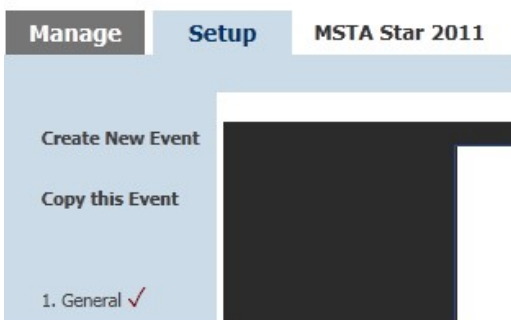 Manage Setup MSTA Star 2011
Create New Event
Copy this Event
1. General ✓